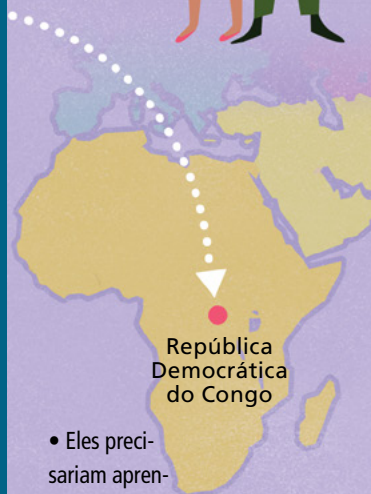 República
Democrática
do Congo
• Eles preci-
sariam apren-